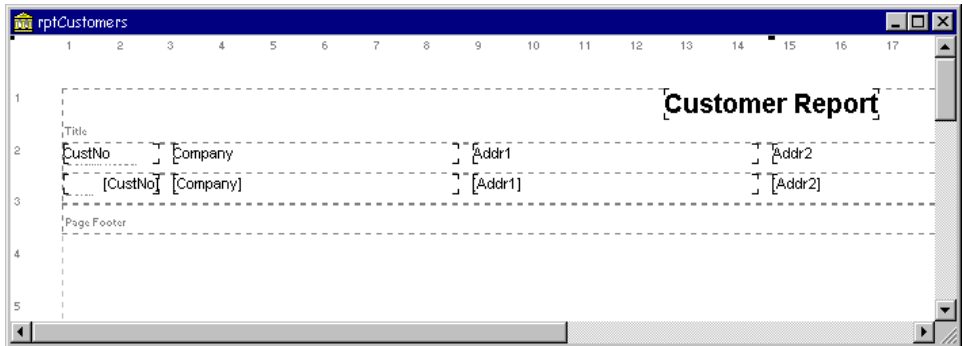 rptCustomers
1 2 3 4 5 6 7 8 9 10 11 12 13 14 15 16 17
1
Customer Report
Title
2
CustNo Company Addr1 Addr2
[CustNo] [Company] [Addr1] [Addr2]
3
Page Footer
4
5